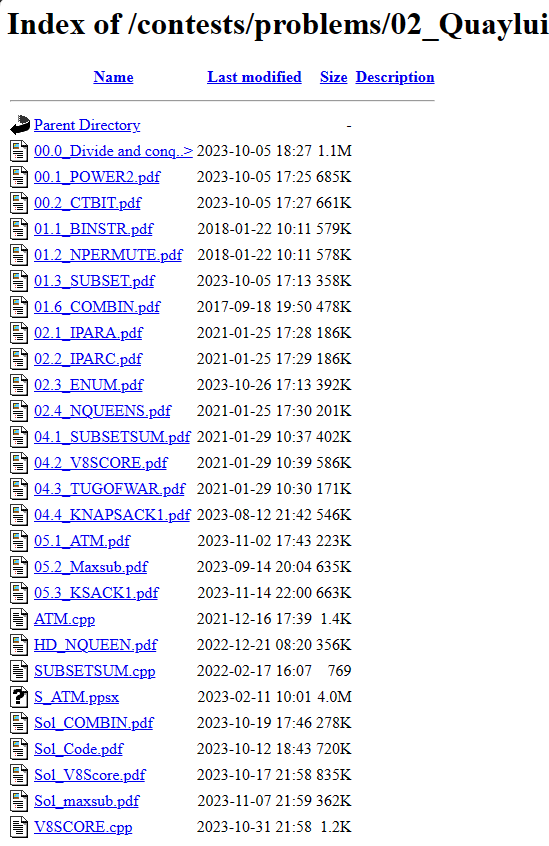 Index of /contests/problems/02_Quaylui
Name Last modified Size Description
Parent Directory -
00.0_Divide and conq..> 2023-10-05 18:27 1.1M
00.1_POWER2.pdf 2023-10-05 17:25 685K
00.2_CTBIT.pdf 2023-10-05 17:27 661K
01.1_BINSTR.pdf 2018-01-22 10:11 579K
01.2_NPERMUTE.pdf 2018-01-22 10:11 578K
01.3_SUBSET.pdf 2023-10-05 17:13 358K
01.6_COMBIN.pdf 2017-09-18 19:50 478K
02.1_IPARA.pdf 2021-01-25 17:28 186K
02.2_IPARC.pdf 2021-01-25 17:29 186K
02.3_ENUM.pdf 2023-10-26 17:13 392K
02.4_NQUEENS.pdf 2021-01-25 17:30 201K
04.1_SUBSETSUM.pdf 2021-01-29 10:37 402K
04.2_V8SCORE.pdf 2021-01-29 10:39 586K
04.3_TUGOFWAR.pdf 2021-01-29 10:30 171K
04.4_KNAPSACK1.pdf 2023-08-12 21:42 546K
05.1_ATM.pdf 2023-11-02 17:43 223K
05.2_Maxsub.pdf 2023-09-14 20:04 635K
05.3_KSACK1.pdf 2023-11-14 22:00 663K
ATM.cpp 2021-12-16 17:39 1.4K
HD_NQUEEN.pdf 2022-12-21 08:20 356K
SUBSETSUM.cpp 2022-02-17 16:07 769
S_ATM.ppsx 2023-02-11 10:01 4.0M
Sol_COMBIN.pdf 2023-10-19 17:46 278K
Sol_Code.pdf 2023-10-12 18:43 720K
Sol_V8Score.pdf 2023-10-17 21:58 835K
Sol_maxsub.pdf 2023-11-07 21:59 362K
V8SCORE.cpp 2023-10-31 21:58 1.2K